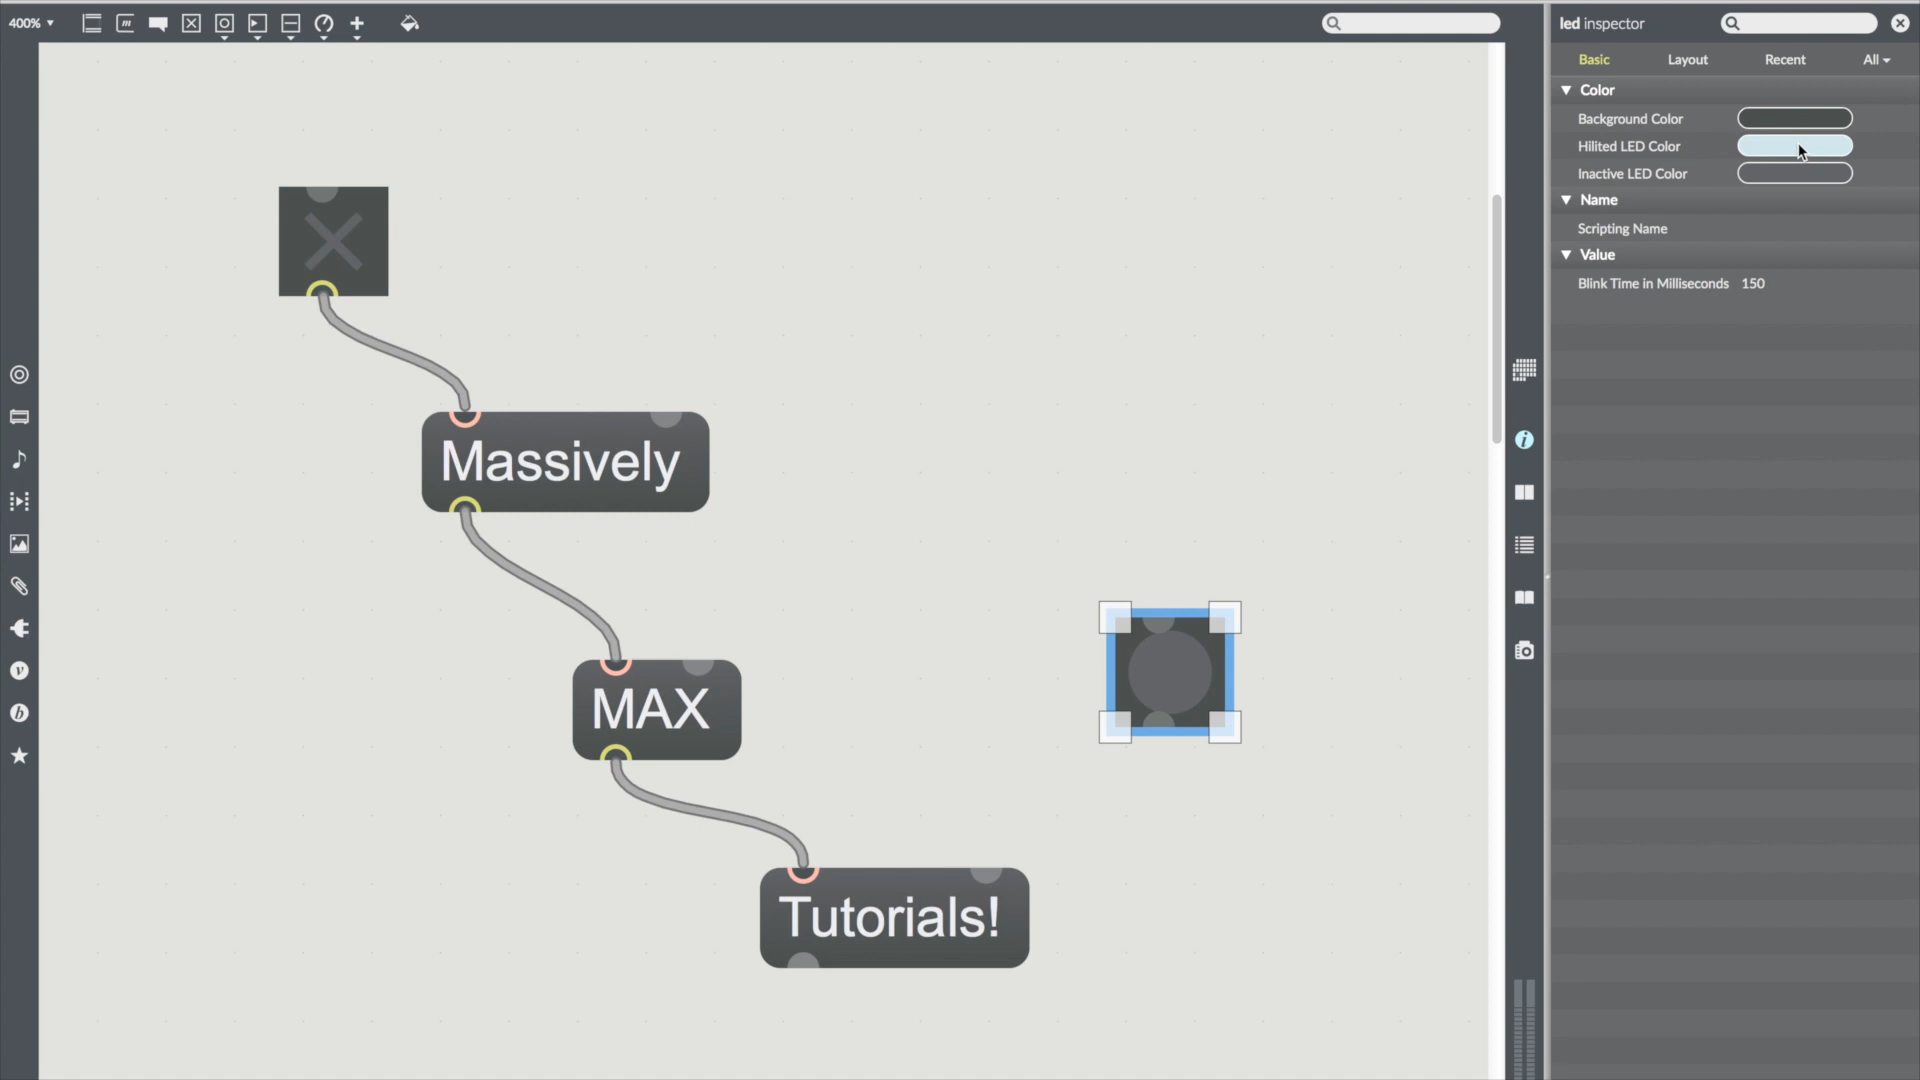 400%
m
led inspector
Basic Layout Recent All
Color
Background Color
Hilited LED Color
Inactive LED Color
Name
Scripting Name
Value
Blink Time in Milliseconds 150
Massively
i
MAX
v
b
Tutorials!